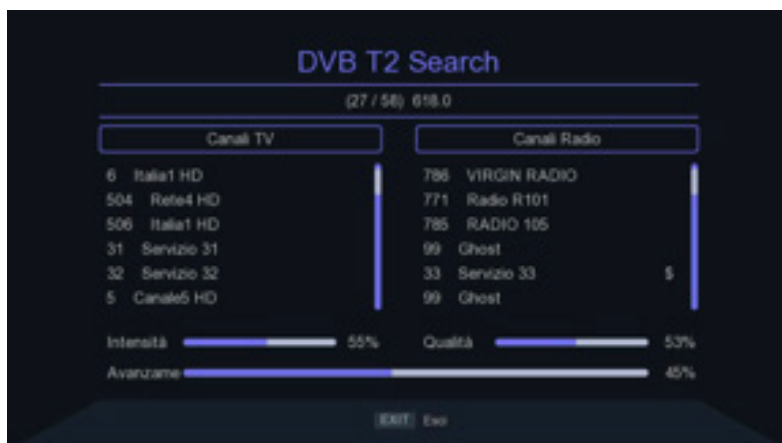 DVB T2 Search
(27 / 58) 618.0
Canali TV
Canali Radio
6 Italia1 HD
504 Rete4 HD
506 Italia1 HD
31 Servizio 31
32 Servizio 32
5 Canale5 HD
786 VIRGIN RADIO
771 Radio R101
785 RADIO 105
99 Ghost
33 Servizio 33 $
99 Ghost
Intensità 55%
Qualità 53%
Avanzame 45%
EXIT Esci